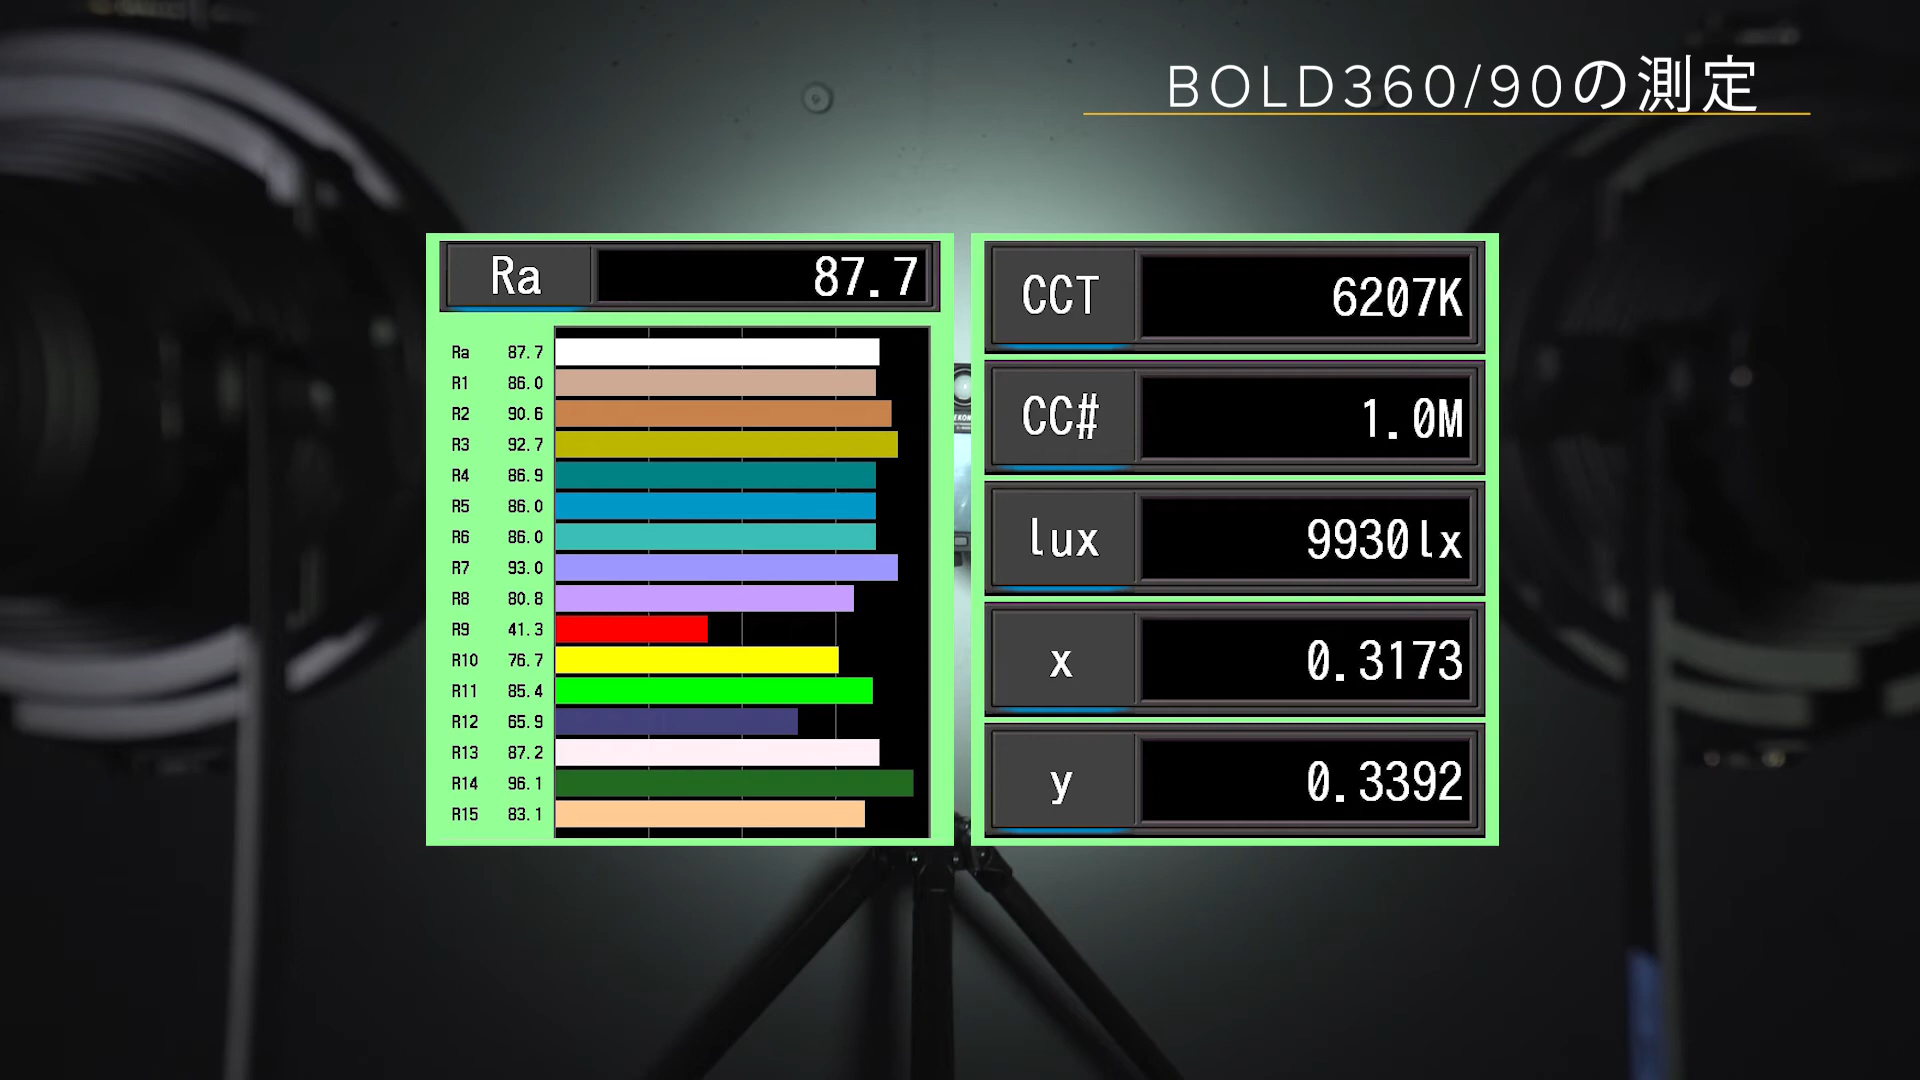 BOLD360/90の測定
Ra 87.7
Ra 87.7
R1 86.0
R2 90.6
R3 92.7
R4 86.9
R5 86.0
R6 86.0
R7 93.0
R8 80.8
R9 41.3
R10 76.7
R11 85.4
R12 65.9
R13 87.2
R14 96.1
R15 83.1
CCT 6207K
CC# 1.0M
lux 9930lx
x 0.3173
y 0.3392